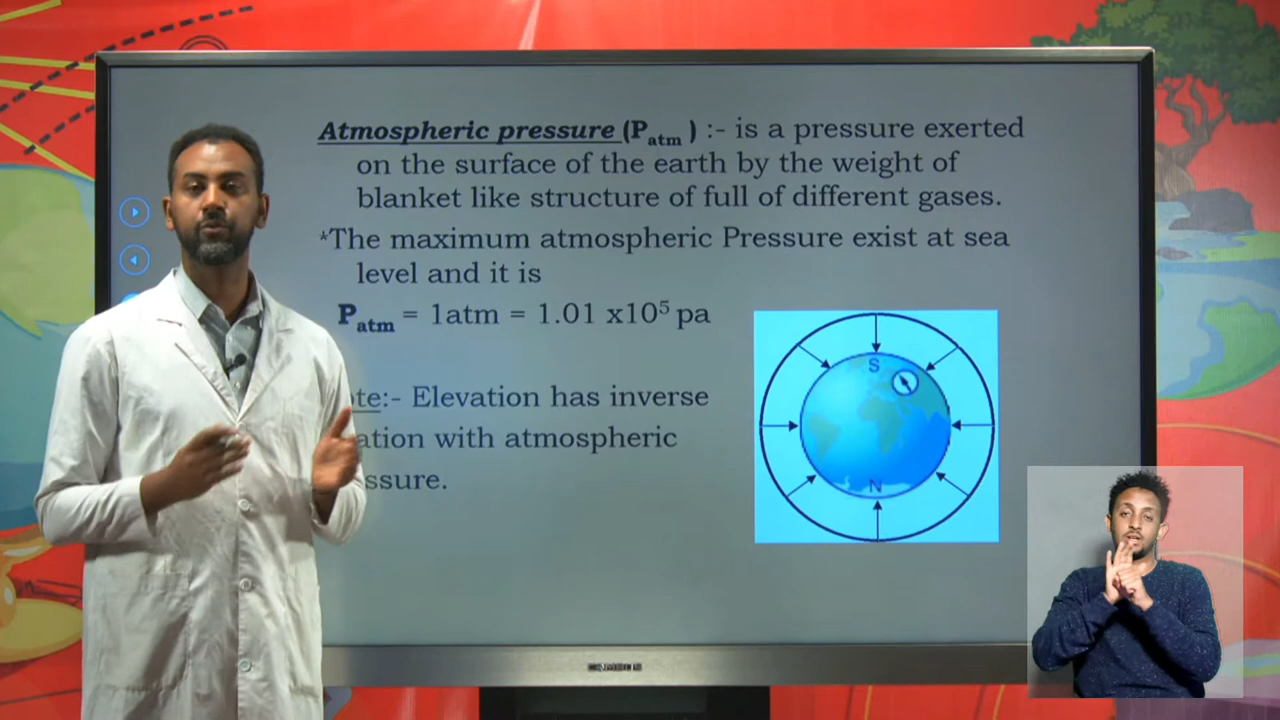 Atmospheric pressure (Patm ) :- is a pressure exerted
on the surface of the earth by the weight of
blanket like structure of full of different gases.
*The maximum atmospheric Pressure exist at sea
level and it is
Patm = 1atm = 1.01 x10⁵ pa
:- Elevation has inverse
with atmospheric
S
N